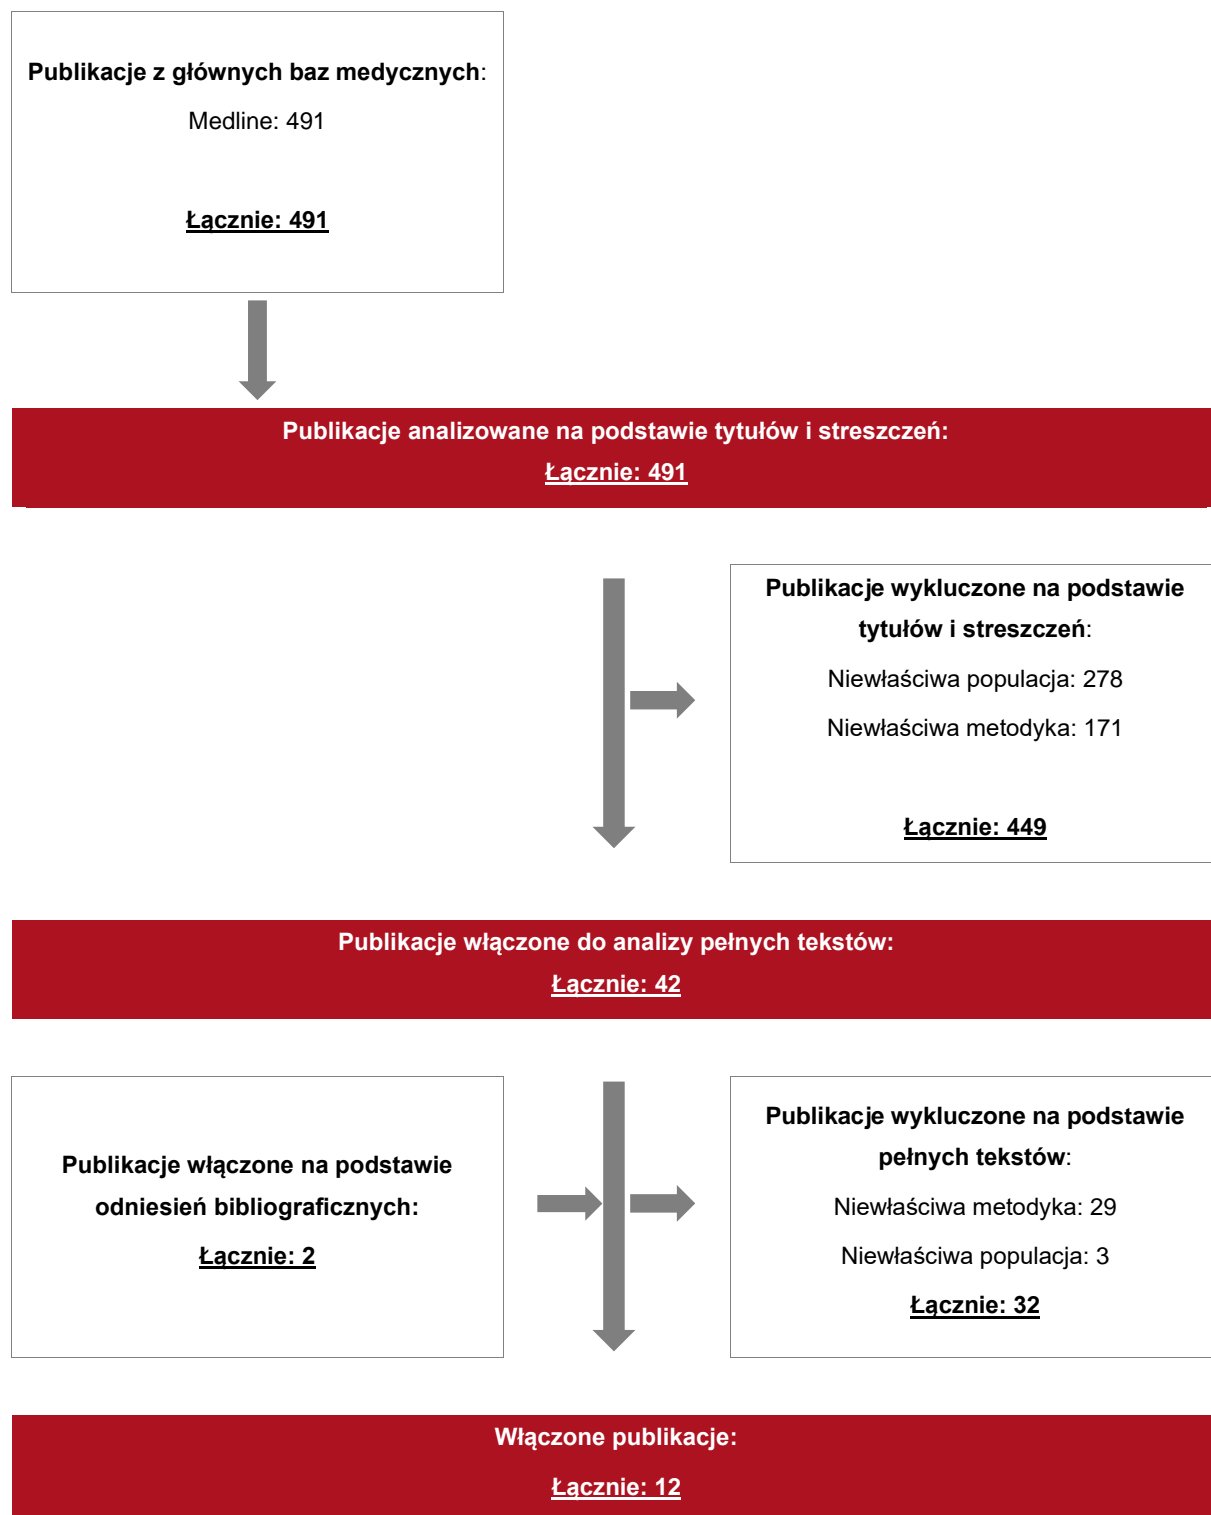 Publikacje z głównych baz medycznych:
Medline: 491
Łącznie: 491
Publikacje analizowane na podstawie tytułów i streszczeń:
Łącznie: 491
Publikacje wykluczone na podstawie
tytułów i streszczeń:
Niewłaściwa populacja: 278
Niewłaściwa metodyka: 171
Łącznie: 449
Publikacje włączone do analizy pełnych tekstów:
Łącznie: 42
Publikacje włączone na podstawie
odniesień bibliograficznych:
Łącznie: 2
Publikacje wykluczone na podstawie
pełnych tekstów:
Niewłaściwa metodyka: 29
Niewłaściwa populacja: 3
Łącznie: 32
Włączone publikacje:
Łącznie: 12